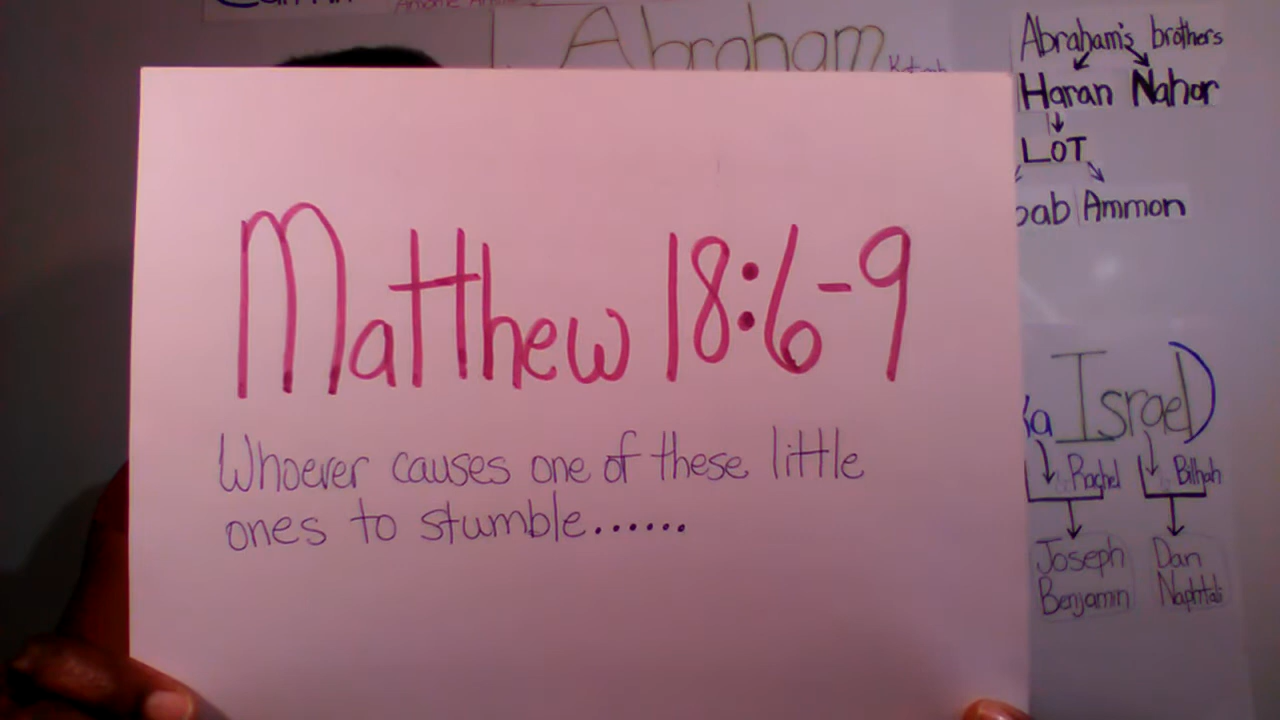 Abraham
Abraham's brothers
Haran Nahor
LOT
Ammon
Matthew 18:6-9
Whoever causes one of these little
ones to stumble......
Israel)
Rachel
Bilhah
Joseph
Benjamin
Dan
Naphtali